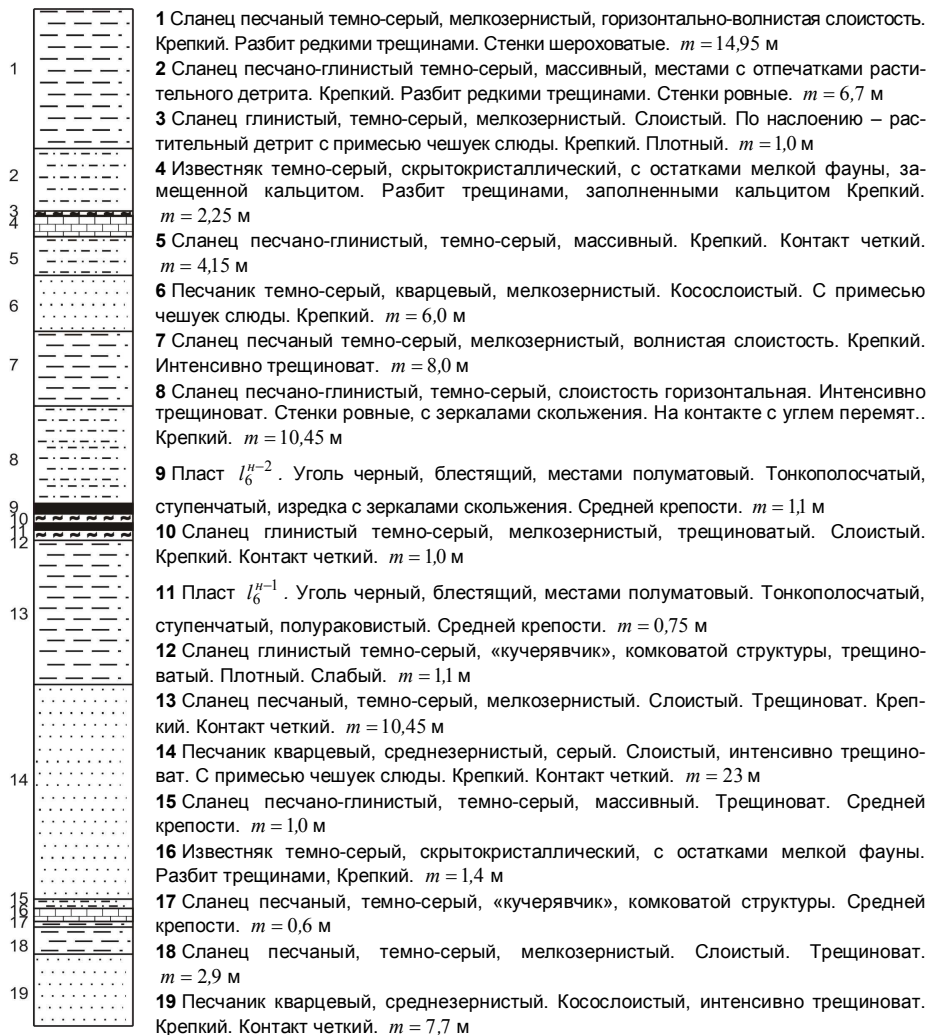 1 Сланец песчаный темно-серый, мелкозернистый, горизонтально-волнистая слоистость.
Крепкий. Разбит редкими трещинами. Стенки шероховатые. m = 14,95 м
2 Сланец песчано-глинистый темно-серый, массивный, местами с отпечатками расти-
тельного детрита. Крепкий. Разбит редкими трещинами. Стенки ровные. m = 6,7 м
3 Сланец глинистый, темно-серый, мелкозернистый. Слоистый. По наслоению – рас-
тительный детрит с примесью чешуек слюды. Крепкий. Плотный. m = 1,0 м
4 Известняк темно-серый, скрытокристаллический, с остатками мелкой фауны, за-
мещенной кальцитом. Разбит трещинами, заполненными кальцитом Крепкий.
m = 2,25 м
5 Сланец песчано-глинистый, темно-серый, массивный. Крепкий. Контакт четкий.
m = 4,15 м
6 Песчаник темно-серый, кварцевый, мелкозернистый. Косослоистый. С примесью
чешуек слюды. Крепкий. m = 6,0 м
7 Сланец песчаный темно-серый, мелкозернистый, волнистая слоистость. Крепкий.
Интенсивно трещиноват. m = 8,0 м
8 Сланец песчано-глинистый, темно-серый, слоистость горизонтальная. Интенсивно
трещиноват. Стенки ровные, с зеркалами скольжения. На контакте с углем перемят..
Крепкий. m = 10,45 м
9 Пласт l₆ᴴ⁻². Уголь черный, блестящий, местами полуматовый. Тонкополосчатый,
ступенчатый, изредка с зеркалами скольжения. Средней крепости. m = 1,1 м
10 Сланец глинистый темно-серый, мелкозернистый, трещиноватый. Слоистый.
Крепкий. Контакт четкий. m = 1,0 м
11 Пласт l₆ᴴ⁻¹. Уголь черный, блестящий, местами полуматовый. Тонкополосчатый,
ступенчатый, полураковистый. Средней крепости. m = 0,75 м
12 Сланец глинистый темно-серый, «кучерявчик», комковатой структуры, трещино-
ватый. Плотный. Слабый. m = 1,1 м
13 Сланец песчаный, темно-серый, мелкозернистый. Слоистый. Трещиноват. Креп-
кий. Контакт четкий. m = 10,45 м
14 Песчаник кварцевый, среднезернистый, серый. Слоистый, интенсивно трещино-
ват. С примесью чешуек слюды. Крепкий. Контакт четкий. m = 23 м
15 Сланец песчано-глинистый, темно-серый, массивный. Трещиноват. Средней
крепости. m = 1,0 м
16 Известняк темно-серый, скрытокристаллический, с остатками мелкой фауны.
Разбит трещинами, Крепкий. m = 1,4 м
17 Сланец песчаный, темно-серый, «кучерявчик», комковатой структуры. Средней
крепости. m = 0,6 м
18 Сланец песчаный, темно-серый, мелкозернистый. Слоистый. Трещиноват.
m = 2,9 м
19 Песчаник кварцевый, среднезернистый. Косослоистый, интенсивно трещиноват.
Крепкий. Контакт четкий. m = 7,7 м
1
2
3
4
5
6
7
8
9
10
11
12
13
14
15
16
17
18
19